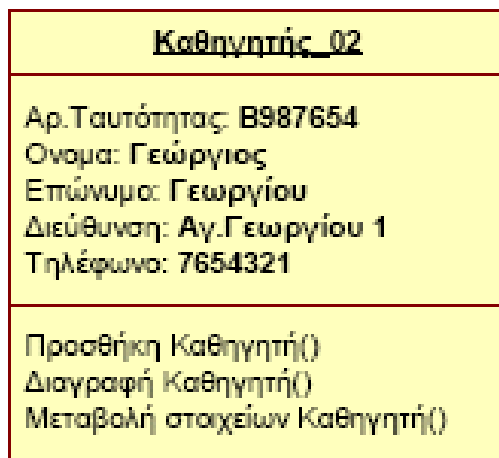 Καθηγητής_02
Αρ.Ταυτότητας: Β987654
Ονομα: Γεώργιος
Επώνυμο: Γεωργίου
Διεύθυνση: Αγ.Γεωργίου 1
Τηλέφωνο: 7654321
Προσθήκη Καθηγητή()
Διαγραφή Καθηγητή()
Μεταβολή στοιχείων Καθηγητή()